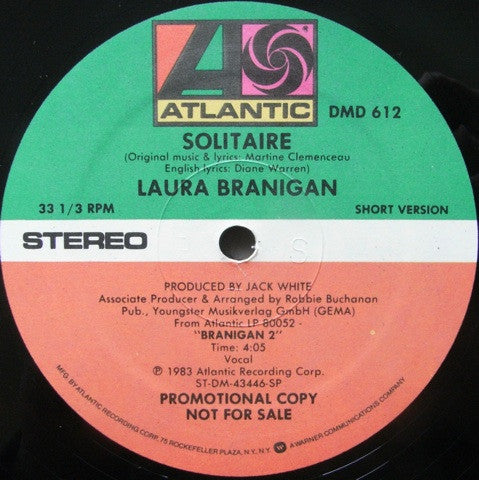 ATLANTIC
DMD 612
SOLITAIRE
(Original music & lyrics: Martine Clemenceau
English lyrics: Diane Warren)
LAURA BRANIGAN
33 1/3 RPM
SHORT VERSION
STEREO
PRODUCED BY JACK WHITE
Associate Producer & Arranged by Robbie Buchanan
Pub., Youngster Musikverlag GmbH (GEMA)
From Atlantic LP 80052 -
"BRANIGAN 2"
Time: 4:05
Vocal
℗ 1983 Atlantic Recording Corp.
ST-DM-43446-SP
PROMOTIONAL COPY
NOT FOR SALE
MFG. BY ATLANTIC RECORDING CORP., 75 ROCKEFELLER PLAZA, N.Y., N.Y. A WARNER COMMUNICATIONS COMPANY